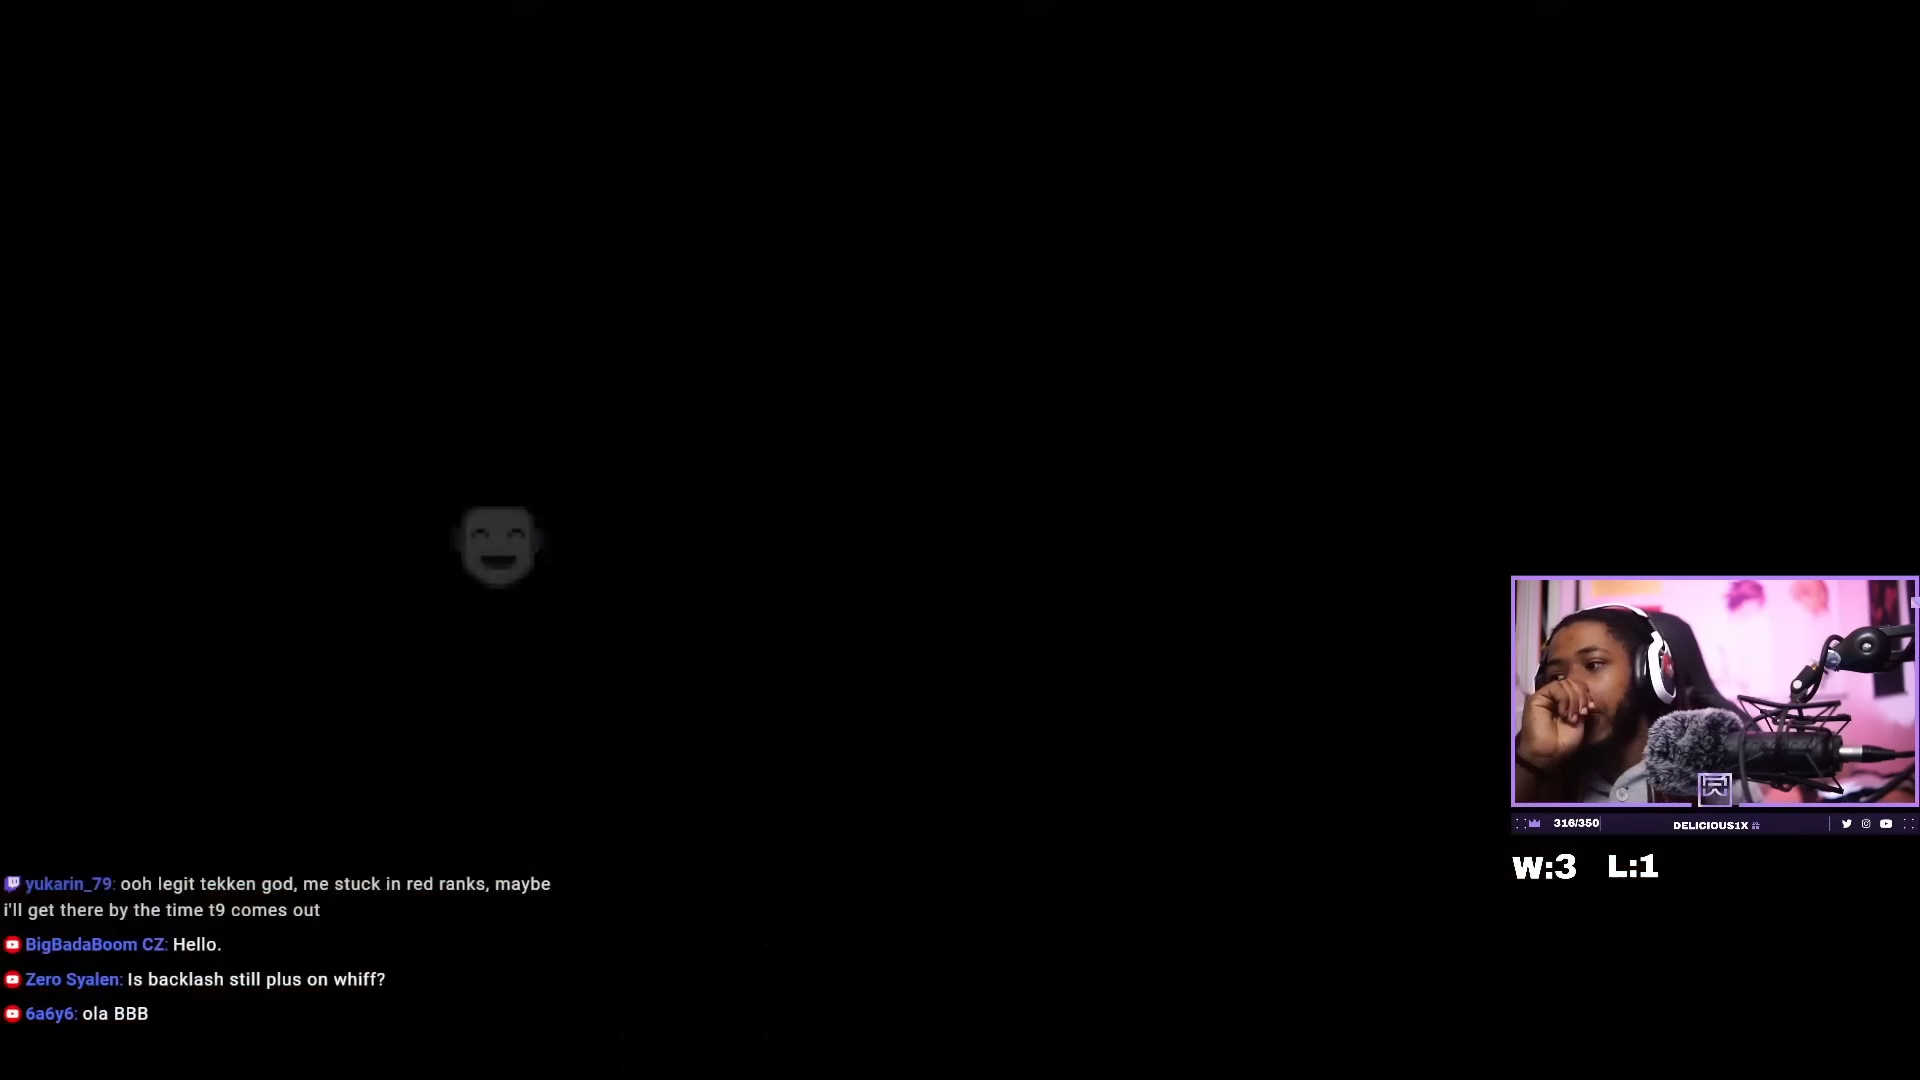 yukarin_79: ooh legit tekken god, me stuck in red ranks, maybe
i'll get there by the time t9 comes out
BigBadaBoom CZ: Hello.
Zero Syalen: Is backlash still plus on whiff?
6a6y6: ola BBB
316/350
DELICIOUS1X
W:3 L:1